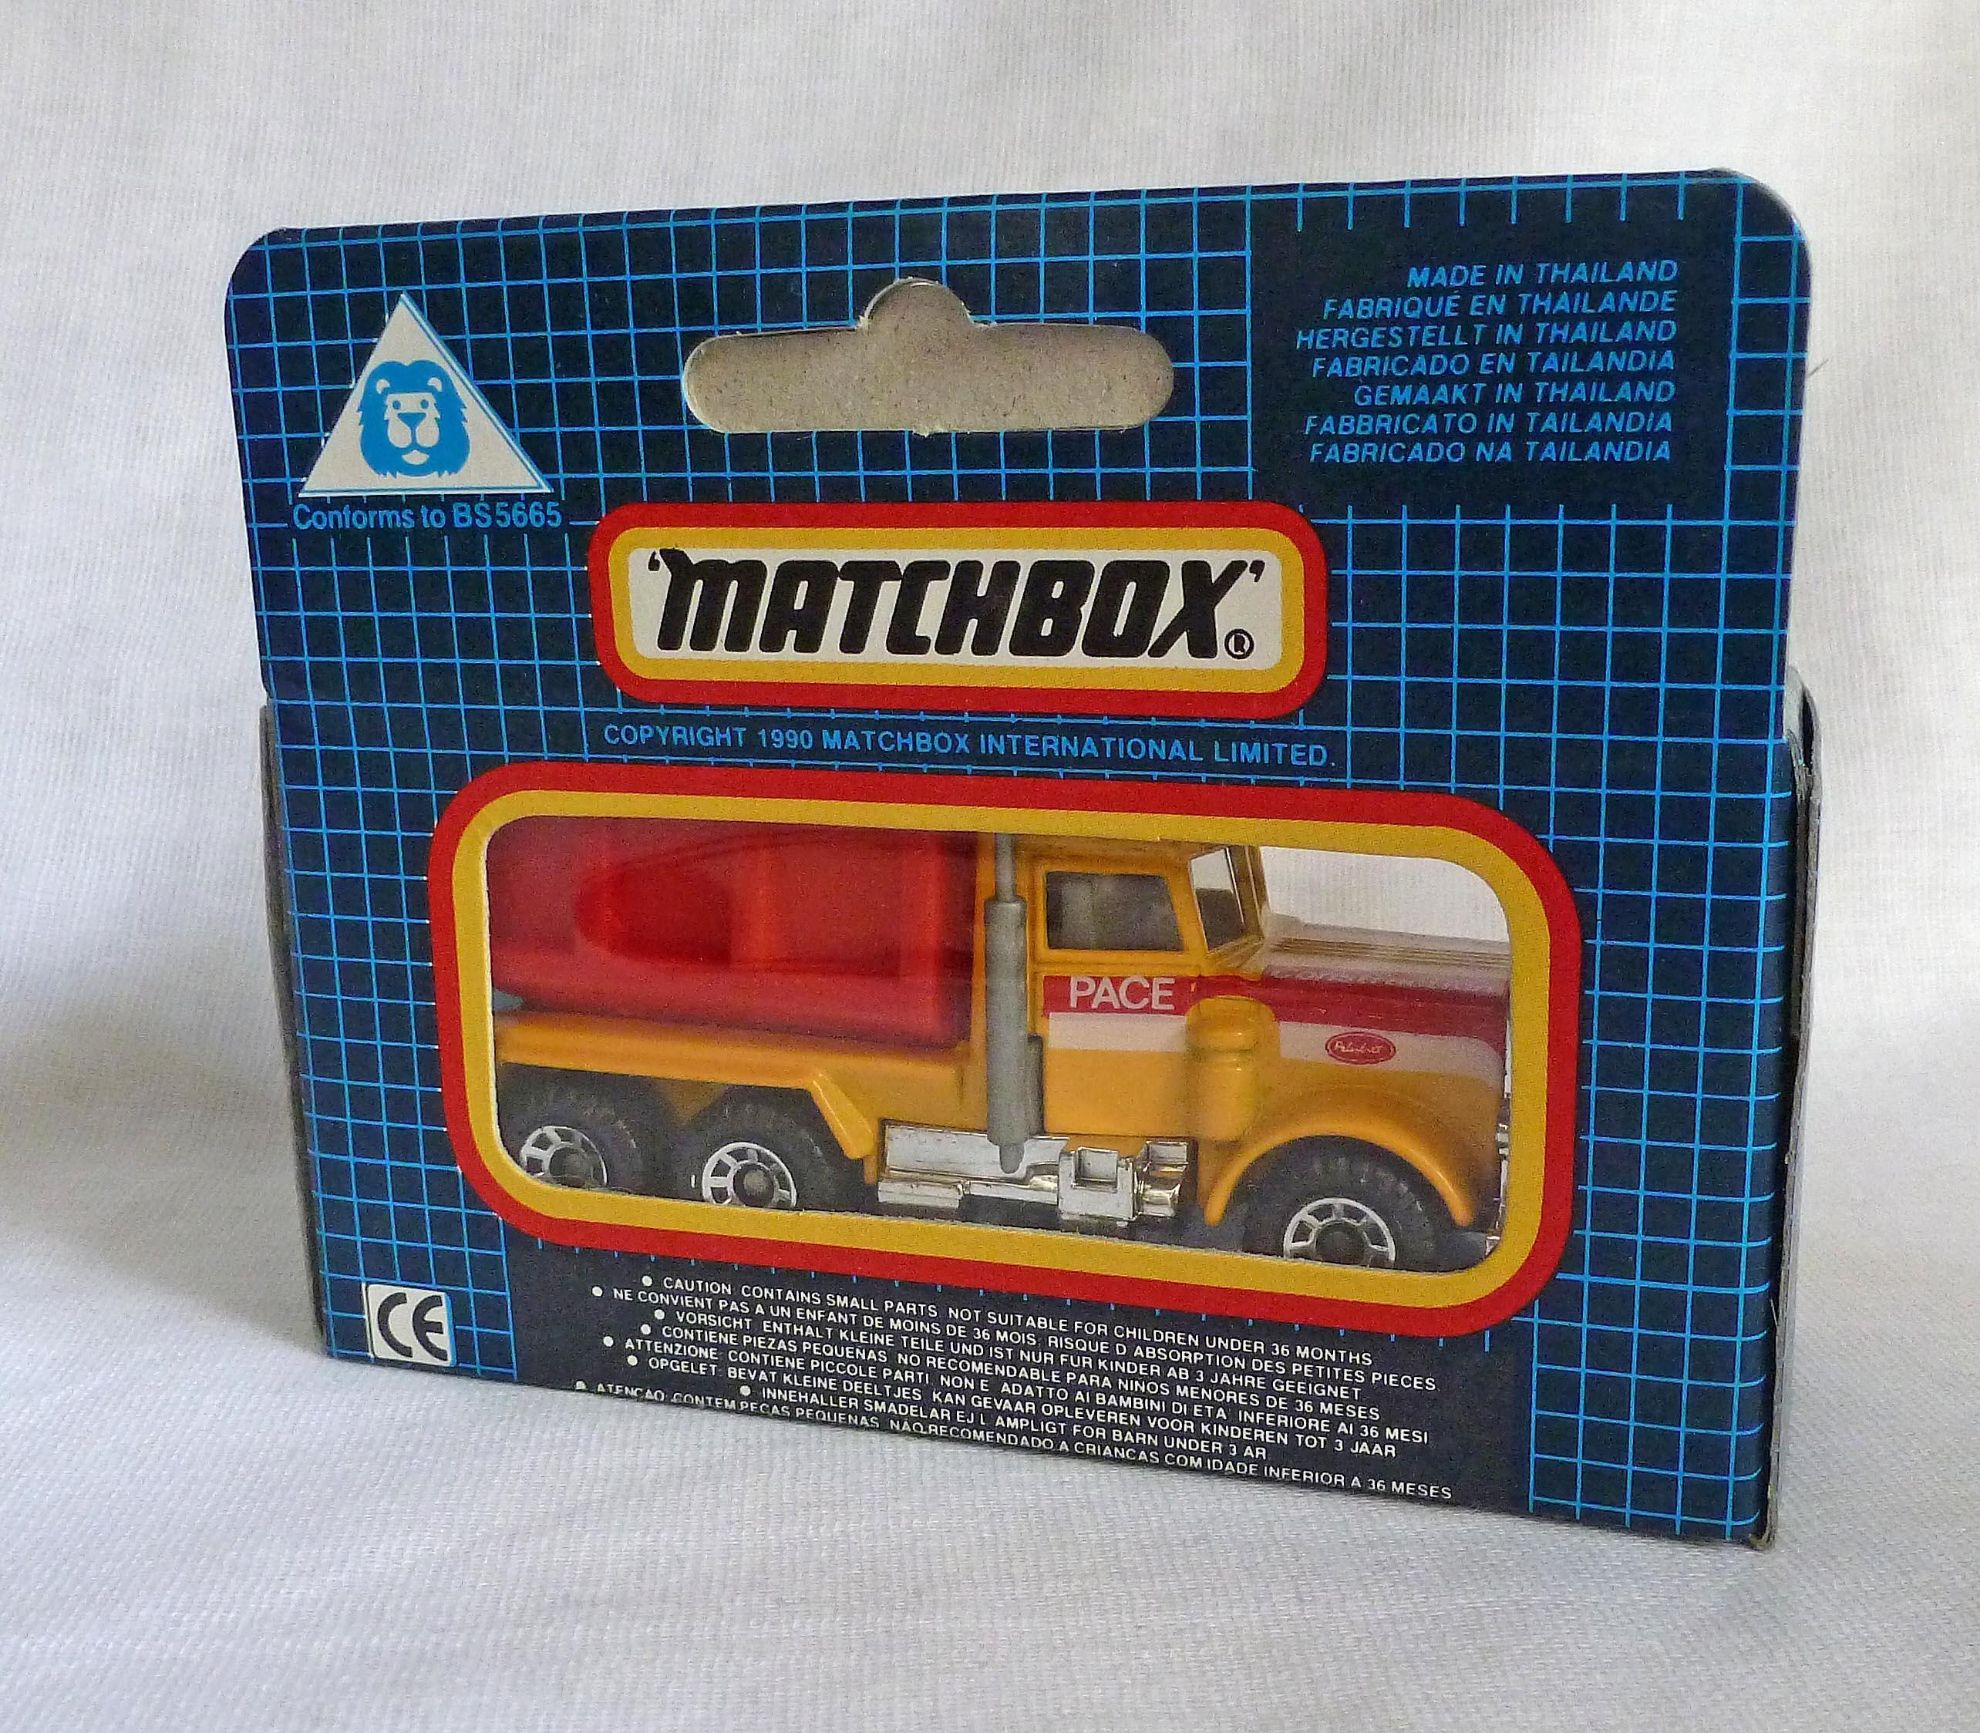 MADE IN THAILAND
FABRIQUÉ EN THAILANDE
HERGESTELLT IN THAILAND
FABRICADO EN TAILANDIA
GEMAAKT IN THAILAND
FABBRICATO IN TAILANDIA
FABRICADO NA TAILANDIA
Conforms to BS5665
'MATCHBOX'®
COPYRIGHT 1990 MATCHBOX INTERNATIONAL LIMITED.
PACE
Peterbilt
CE
• CAUTION CONTAINS SMALL PARTS NOT SUITABLE FOR CHILDREN UNDER 36 MONTHS
• NE CONVIENT PAS A UN ENFANT DE MOINS DE 36 MOIS, RISQUE D ABSORPTION DES PETITES PIECES
• VORSICHT ENTHALT KLEINE TEILE UND IST NUR FUR KINDER AB 3 JAHRE GEEIGNET
• CONTIENE PIEZAS PEQUENAS NO RECOMENDABLE PARA NINOS MENORES DE 36 MESES
• ATTENZIONE: CONTIENE PICCOLE PARTI, NON E ADATTO AI BAMBINI DI ETA INFERIORE AI 36 MESI
• OPGELET: BEVAT KLEINE DEELTJES KAN GEVAAR OPLEVEREN VOOR KINDEREN TOT 3 JAAR
• INNEHALLER SMADELAR EJ L AMPLIGT FOR BARN UNDER 3 AR
• ATENCAO: CONTEM PECAS PEQUENAS NÃO RECOMENDADO A CRIANCAS COM IDADE INFERIOR A 36 MESES